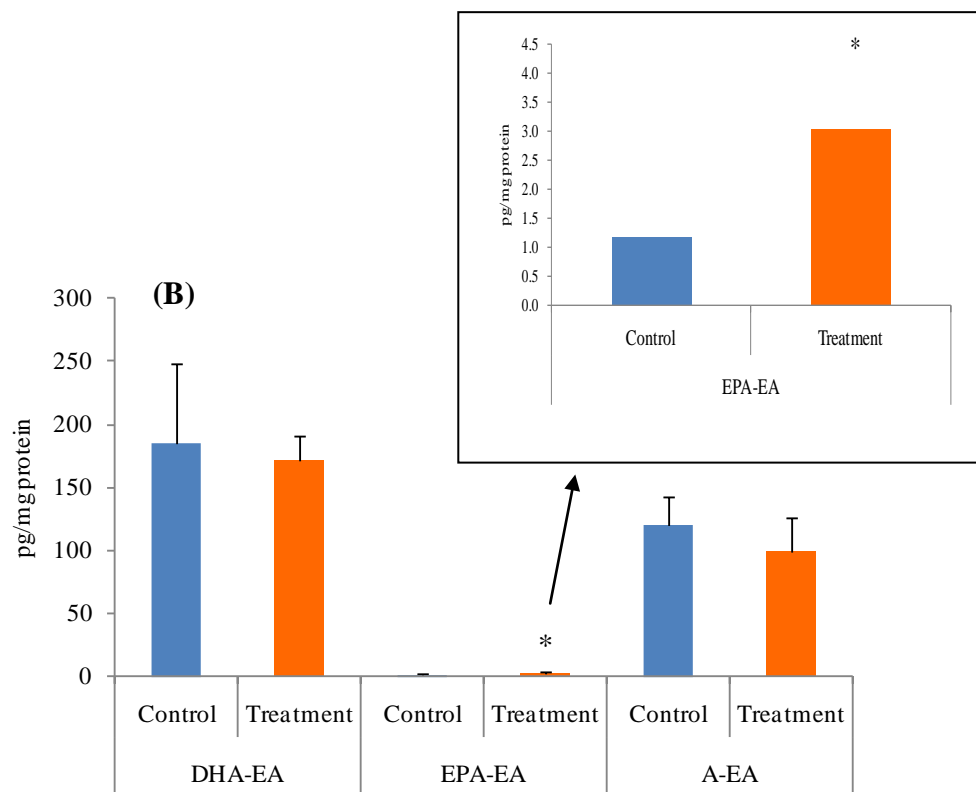 4.5
*
4.0
3.5
3.0
2.5
2.0
1.5
1.0
0.5
0.0
pg/mgprotein
Control Treatment
EPA-EA
(B)
300
250
200
150
100
50
0
pg/mgprotein
*
Control Treatment Control Treatment Control Treatment
DHA-EA EPA-EA A-EA